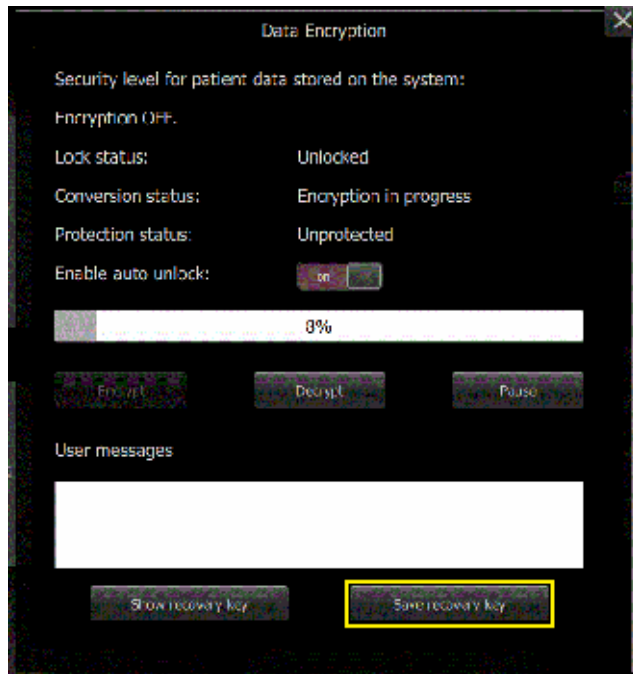 Data Encryption
Security level for patient data stored on the system:
Encryption OFF.
Lock status: Unlocked
Conversion status: Encryption in progress
Protection status: Unprotected
Enable auto unlock: on
8%
Encrypt Decrypt Pause
User messages
Show recovery key Save recovery key